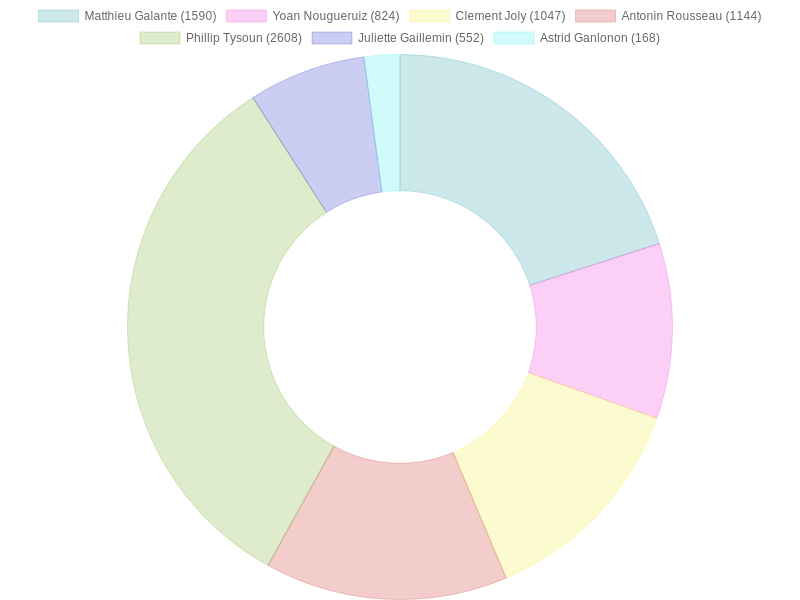 Matthieu Galante (1590) Yoan Nougueruiz (824) Clement Joly (1047) Antonin Rousseau (1144)
Phillip Tysoun (2608) Juliette Gaillemin (552) Astrid Ganlonon (168)